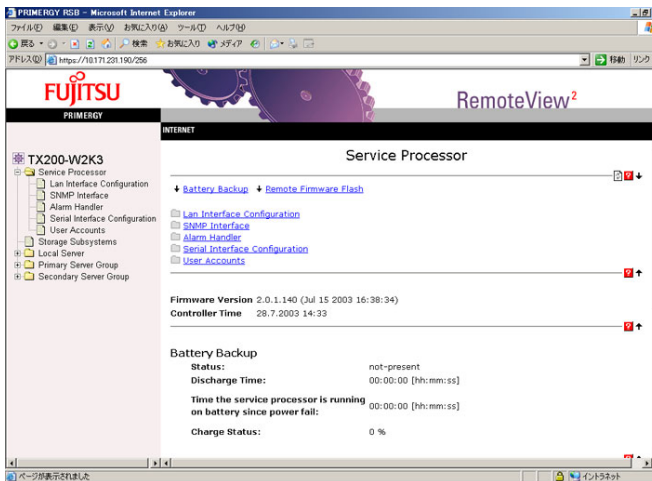 PRIMERGY RSB - Microsoft Internet Explorer
ファイル(F) 編集(E) 表示(V) お気に入り(A) ツール(T) ヘルプ(H)
戻る 検索 お気に入り メディア
アドレス(D) https://10.171.231.190/256 移動 リンク
FUJITSU
PRIMERGY
RemoteView²
INTERNET
TX200-W2K3
Service Processor
Lan Interface Configuration
SNMP Interface
Alarm Handler
Serial Interface Configuration
User Accounts
Storage Subsystems
Local Server
Primary Server Group
Secondary Server Group
Service Processor
Battery Backup Remote Firmware Flash
Lan Interface Configuration
SNMP Interface
Alarm Handler
Serial Interface Configuration
User Accounts
Firmware Version 2.0.1.140 (Jul 15 2003 16:38:34)
Controller Time 28.7.2003 14:33
Battery Backup
Status: not-present
Discharge Time: 00:00:00 [hh:mm:ss]
Time the service processor is running
on battery since power fail: 00:00:00 [hh:mm:ss]
Charge Status: 0 %
ページが表示されました イントラネット